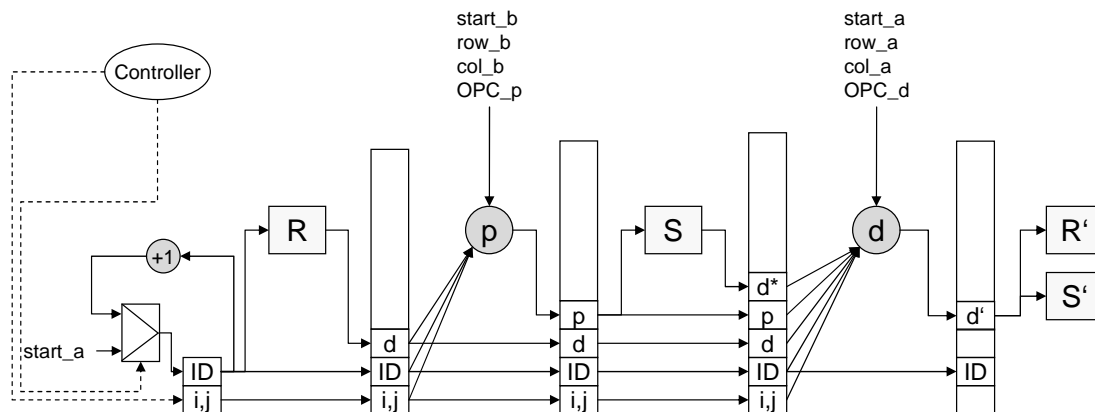 start_b
row_b
col_b
OPC_p
start_a
row_a
col_a
OPC_d
Controller
R
p
S
d
R‘
S‘
+1
d*
p
p
d‘
start_a
d
d
d
ID
ID
ID
ID
ID
i,j
i,j
i,j
i,j